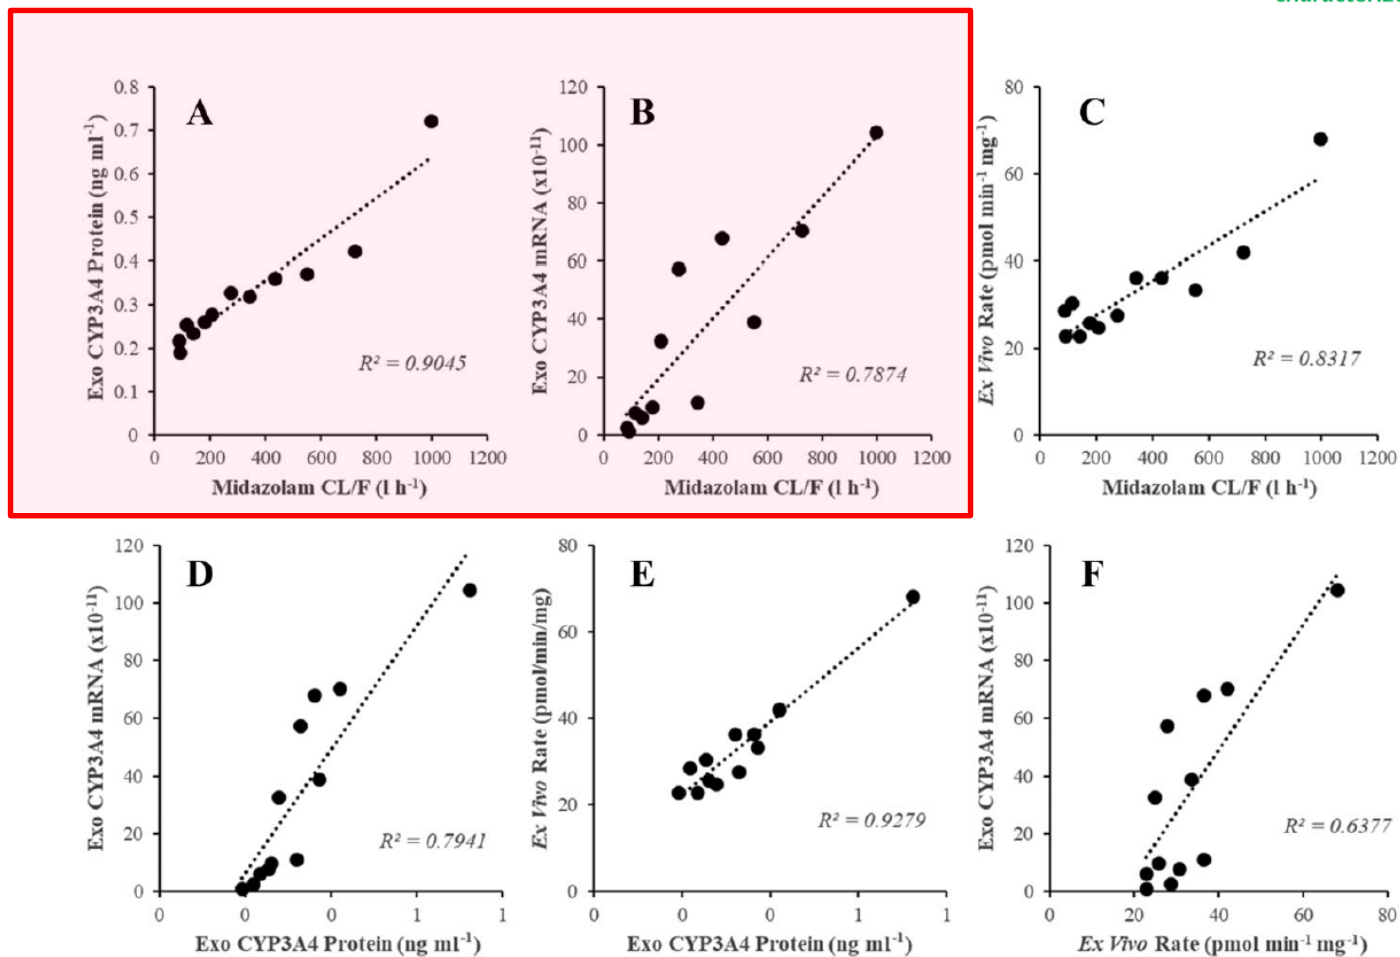 A
0.8
0.7
0.6
0.5
0.4
0.3
0.2
0.1
0
Exo CYP3A4 Protein (ng ml⁻¹)
R² = 0.9045
0 200 400 600 800 1000 1200
Midazolam CL/F (l h⁻¹)
B
120
100
80
60
40
20
0
Exo CYP3A4 mRNA (x10⁻¹¹)
R² = 0.7874
0 200 400 600 800 1000 1200
Midazolam CL/F (l h⁻¹)
C
80
60
40
20
0
Ex Vivo Rate (pmol min⁻¹ mg⁻¹)
R² = 0.8317
0 200 400 600 800 1000 1200
Midazolam CL/F (l h⁻¹)
D
120
100
80
60
40
20
0
Exo CYP3A4 mRNA (x10⁻¹¹)
R² = 0.7941
0 0 0 1 1
Exo CYP3A4 Protein (ng ml⁻¹)
E
80
60
40
20
0
Ex Vivo Rate (pmol/min/mg)
R² = 0.9279
0 0 0 1 1
Exo CYP3A4 Protein (ng ml⁻¹)
F
120
100
80
60
40
20
0
Exo CYP3A4 mRNA (x10⁻¹¹)
R² = 0.6377
0 20 40 60 80
Ex Vivo Rate (pmol min⁻¹ mg⁻¹)